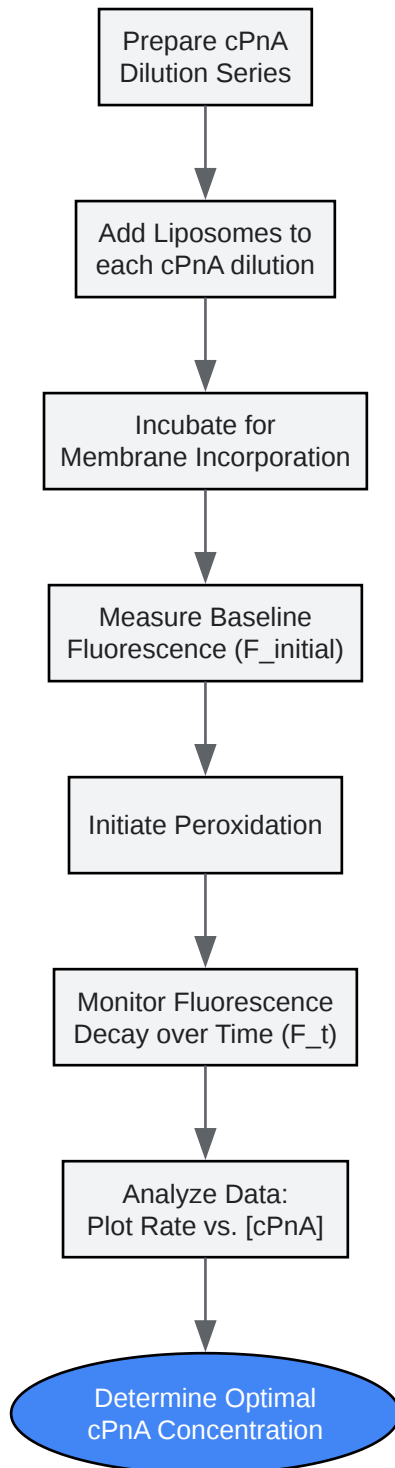 Prepare cPnA
Dilution Series
Add Liposomes to
each cPnA dilution
Incubate for
Membrane Incorporation
Measure Baseline
Fluorescence (F_initial)
Initiate Peroxidation
Monitor Fluorescence
Decay over Time (F_t)
Analyze Data:
Plot Rate vs. [cPnA]
Determine Optimal
cPnA Concentration